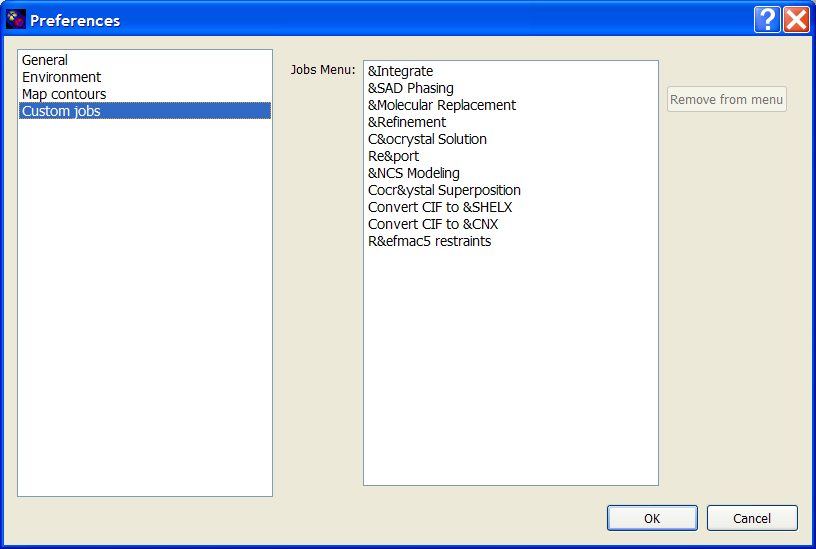 Preferences
General
Environment
Map contours
Custom jobs
Jobs Menu:
&Integrate
&SAD Phasing
&Molecular Replacement
&Refinement
C&ocrystal Solution
Re&port
&NCS Modeling
Cocr&ystal Superposition
Convert CIF to &SHELX
Convert CIF to &CNX
R&efmac5 restraints
Remove from menu
OK
Cancel